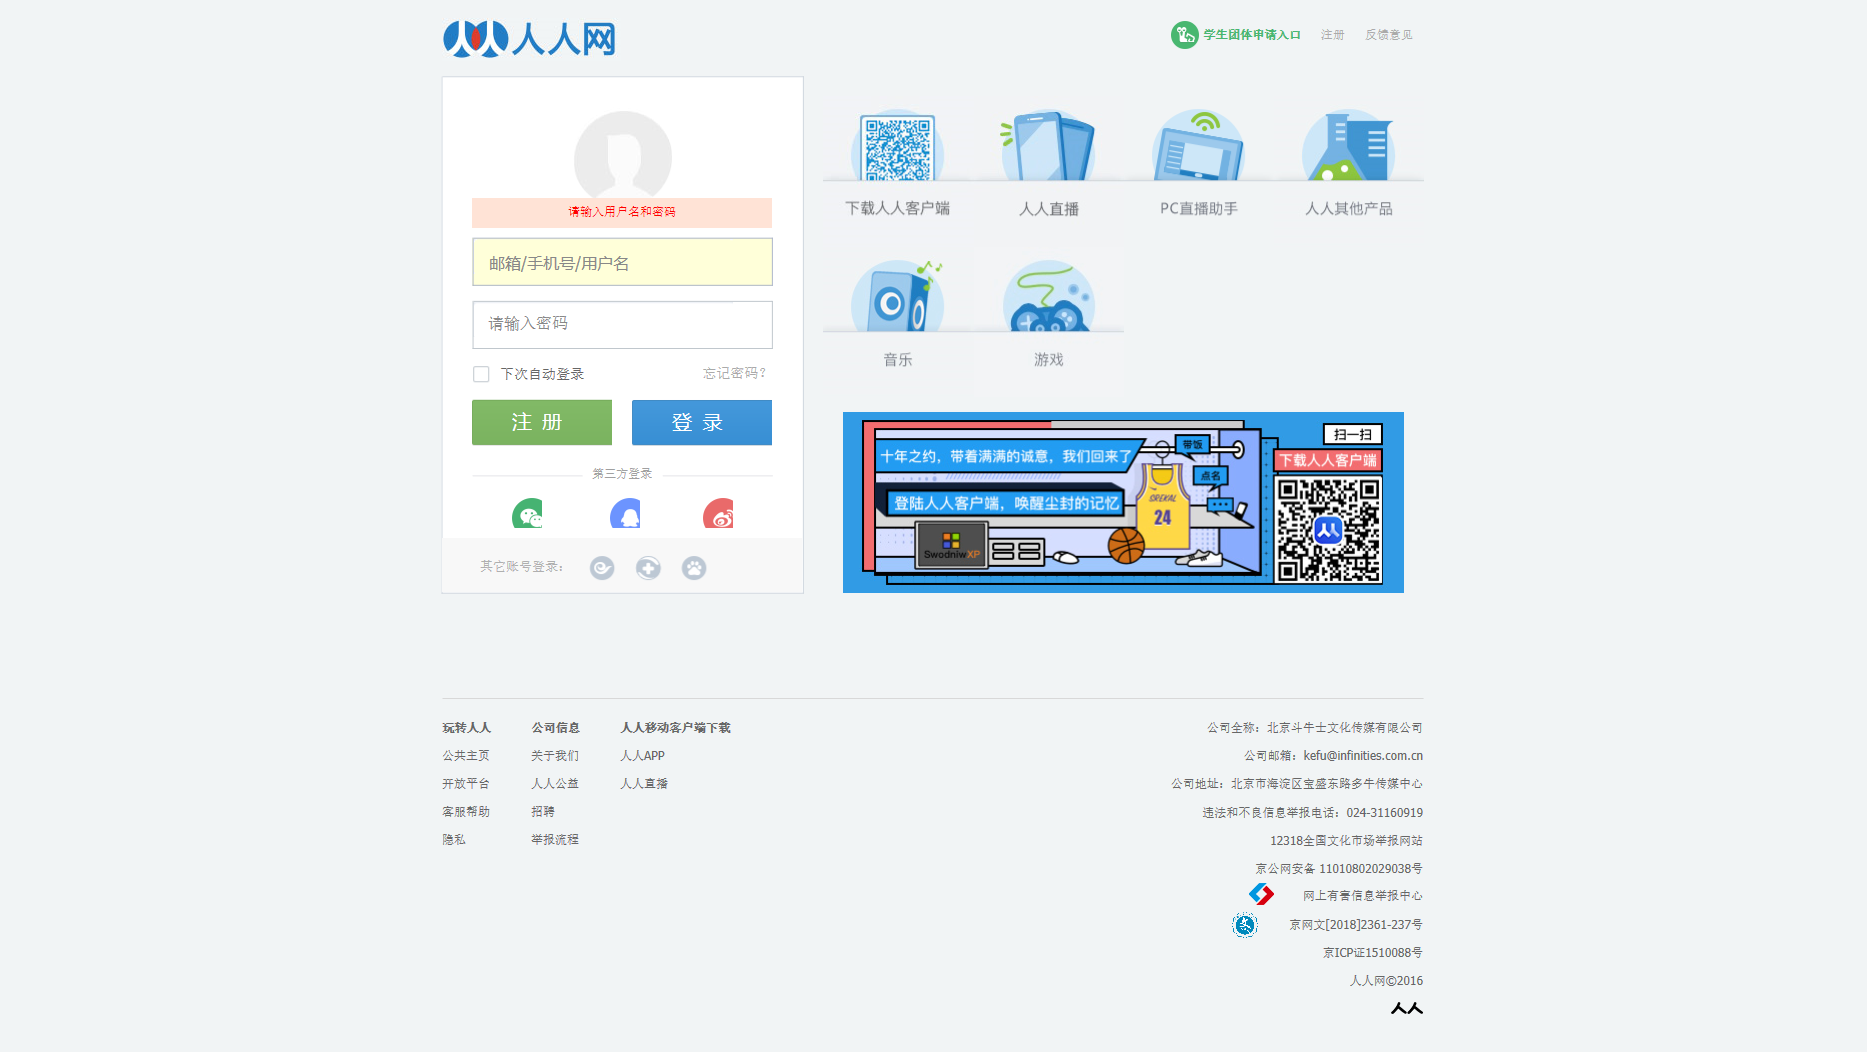 人人网
学生团体申请入口 注册 反馈意见
请输入用户名和密码
邮箱/手机号/用户名
请输入密码
下次自动登录 忘记密码?
注 册 登 录
第三方登录
其它账号登录:
下载人人客户端 人人直播 PC直播助手 人人其他产品
音乐 游戏
十年之约，带着满满的诚意，我们回来了
登陆人人客户端，唤醒尘封的记忆
带饭
点名
SREKAL
24
SwodniwXP
扫一扫
下载人人客户端
玩转人人
公共主页
开放平台
客服帮助
隐私
公司信息
关于我们
人人公益
招聘
举报流程
人人移动客户端下载
人人APP
人人直播
公司全称：北京斗牛士文化传媒有限公司
公司邮箱：kefu@infinities.com.cn
公司地址：北京市海淀区宝盛东路多牛传媒中心
违法和不良信息举报电话：024-31160919
12318全国文化市场举报网站
京公网安备 11010802029038号
网上有害信息举报中心
京网文[2018]2361-237号
京ICP证1510088号
人人网©2016
人人